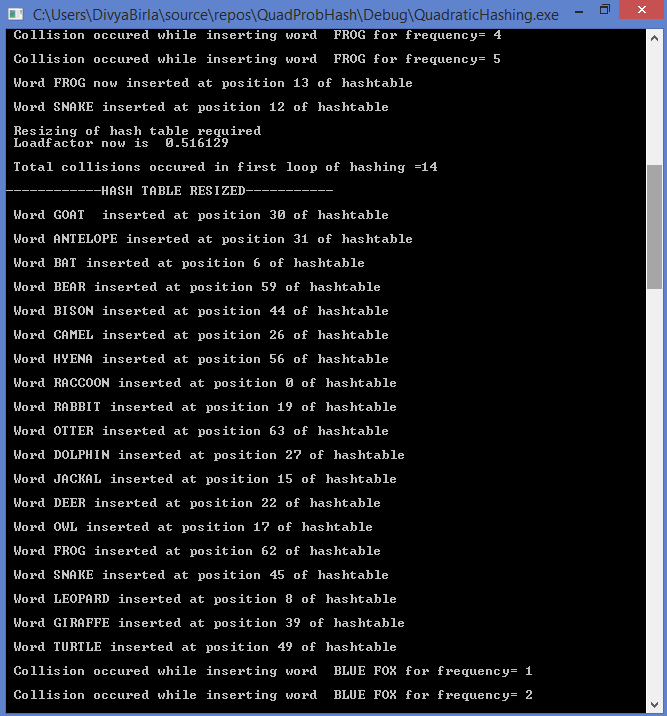 C:\Users\DivyaBirla\source\repos\QuadProbHash\Debug\QuadraticHashing.exe
Collision occured while inserting word  FROG for frequency= 4
Collision occured while inserting word  FROG for frequency= 5
Word FROG now inserted at position 13 of hashtable
Word SNAKE inserted at position 12 of hashtable
Resizing of hash table required
Loadfactor now is  0.516129
Total collisions occured in first loop of hashing =14
------------HASH TABLE RESIZED-----------
Word GOAT  inserted at position 30 of hashtable
Word ANTELOPE inserted at position 31 of hashtable
Word BAT inserted at position 6 of hashtable
Word BEAR inserted at position 59 of hashtable
Word BISON inserted at position 44 of hashtable
Word CAMEL inserted at position 26 of hashtable
Word HYENA inserted at position 56 of hashtable
Word RACCOON inserted at position 0 of hashtable
Word RABBIT inserted at position 19 of hashtable
Word OTTER inserted at position 63 of hashtable
Word DOLPHIN inserted at position 27 of hashtable
Word JACKAL inserted at position 15 of hashtable
Word DEER inserted at position 22 of hashtable
Word OWL inserted at position 17 of hashtable
Word FROG inserted at position 62 of hashtable
Word SNAKE inserted at position 45 of hashtable
Word LEOPARD inserted at position 8 of hashtable
Word GIRAFFE inserted at position 39 of hashtable
Word TURTLE inserted at position 49 of hashtable
Collision occured while inserting word  BLUE FOX for frequency= 1
Collision occured while inserting word  BLUE FOX for frequency= 2